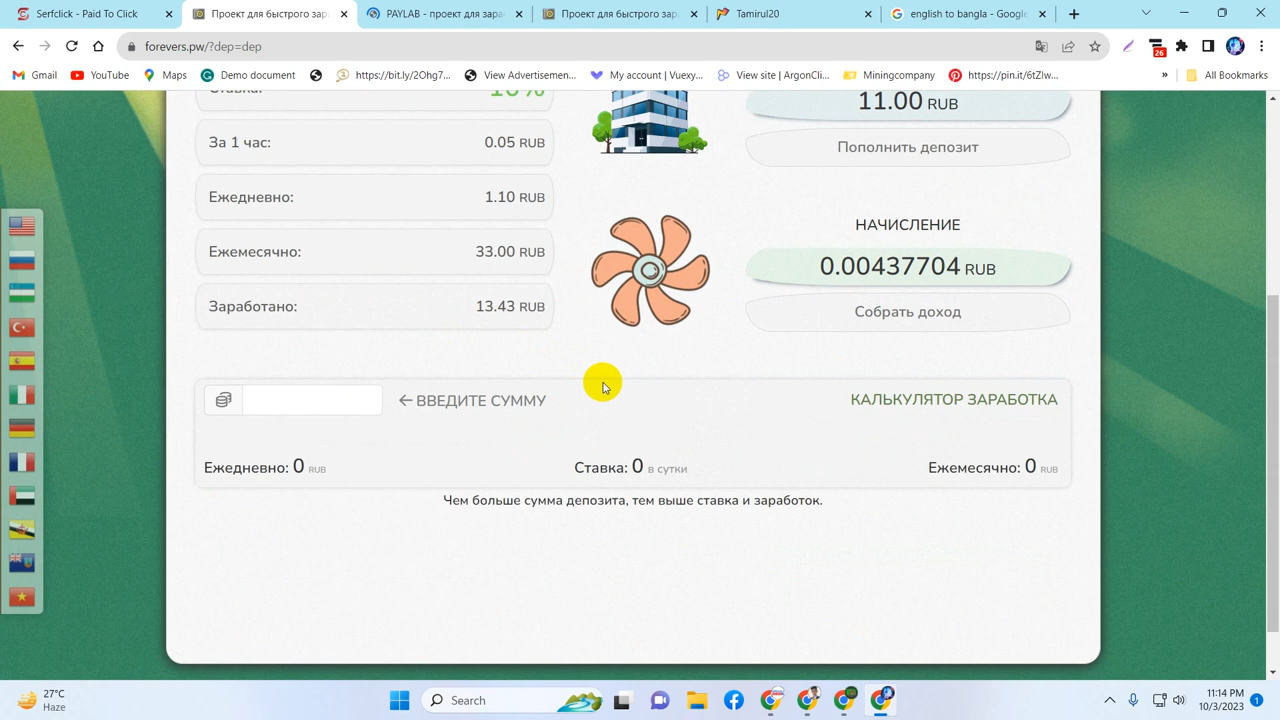 Serfclick - Paid To Click
Проект для быстрого зар
PAYLAB - проект для зара
Проект для быстрого зар
Tamirul20
english to bangla - Google
forevers.pw/?dep=dep
26
Gmail
YouTube
Maps
Demo document
https://bit.ly/2Ohg7...
View Advertisemen...
My account | Vuexy...
View site | ArgonCli...
Miningcompany
https://pin.it/6tZlw...
»
All Bookmarks
Ставка:
10%
11.00 RUB
За 1 час:
0.05 RUB
Пополнить депозит
Ежедневно:
1.10 RUB
НАЧИСЛЕНИЕ
Ежемесячно:
33.00 RUB
0.00437704 RUB
Заработано:
13.43 RUB
Собрать доход
←ВВЕДИТЕ СУММУ
КАЛЬКУЛЯТОР ЗАРАБОТКА
Ежедневно: 0 RUB
Ставка: 0 в сутки
Ежемесячно: 0 RUB
Чем больше сумма депозита, тем выше ставка и заработок.
27°C
Haze
Search
11:14 PM
10/3/2023
1